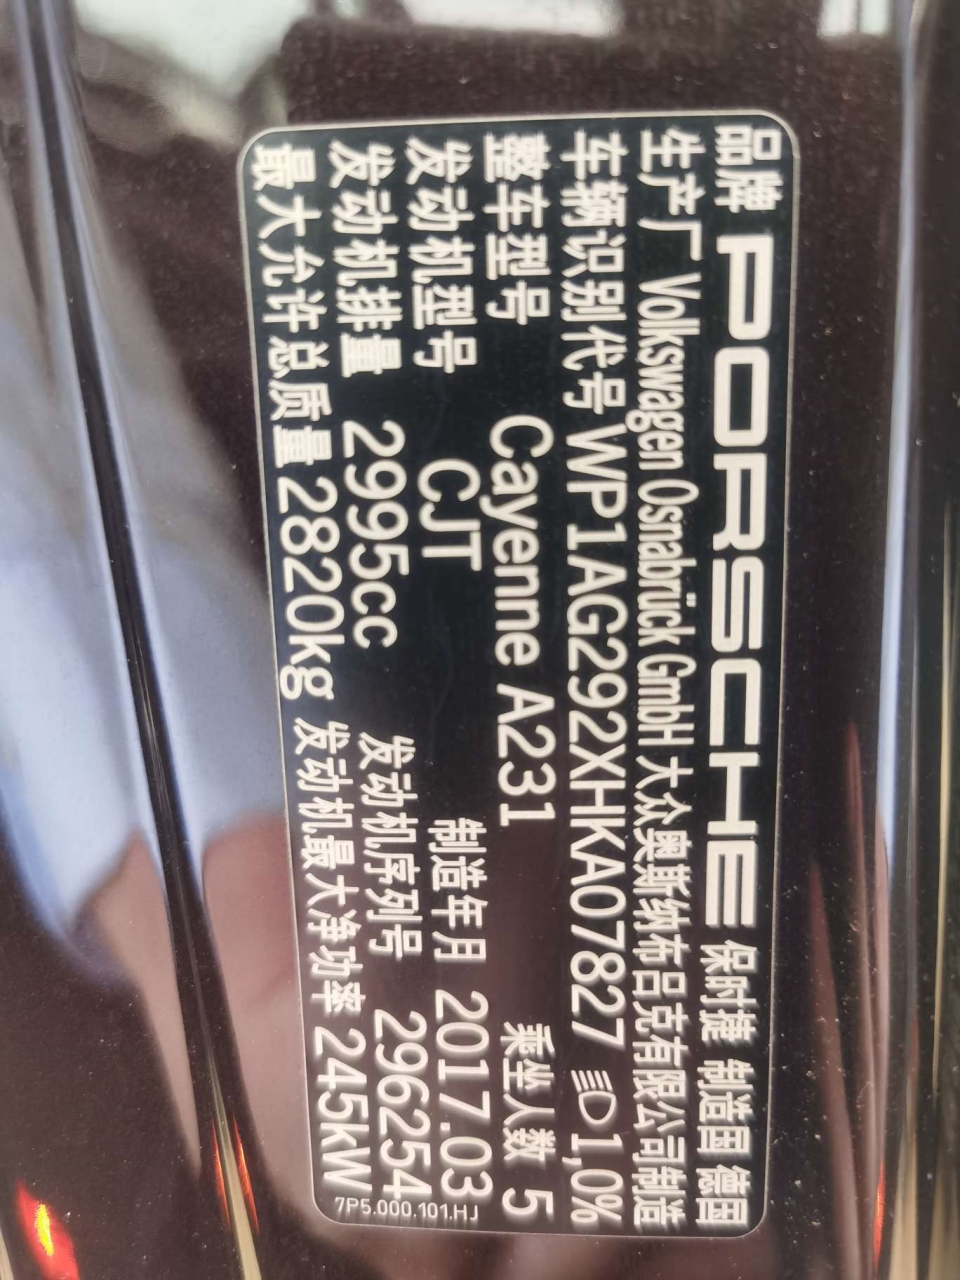 品牌 PORSCHE 保时捷 制造国 德国
生产厂 Volkswagen Osnabrück GmbH 大众奥斯纳布吕克有限公司制造
车辆识别代号 WP1AG292XHKA07827 1,0%
整车型号 Cayenne A231 乘坐人数 5
发动机型号 CJT 制造年月 2017.03
发动机排量 2995cc 发动机序列号 296254
最大允许总质量 2820kg 发动机最大净功率 245kW
7P5.000.101.HJ